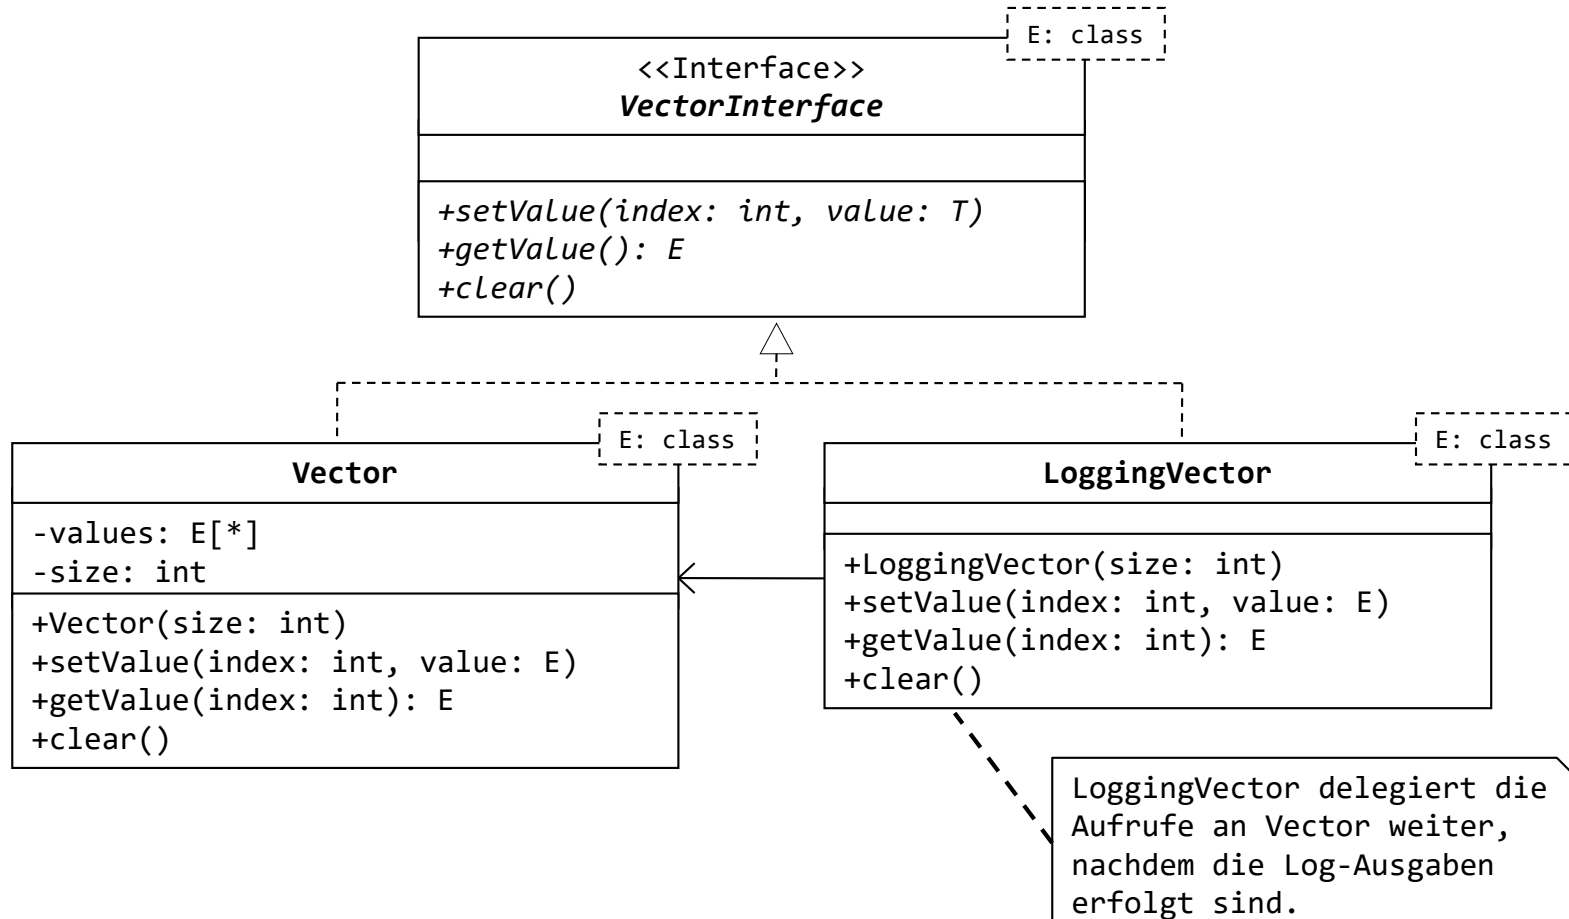 E: class
<<Interface>>
VectorInterface
+setValue(index: int, value: T)
+getValue(): E
+clear()
E: class
Vector
-values: E[*]
-size: int
+Vector(size: int)
+setValue(index: int, value: E)
+getValue(index: int): E
+clear()
E: class
LoggingVector
+LoggingVector(size: int)
+setValue(index: int, value: E)
+getValue(index: int): E
+clear()
LoggingVector delegiert die
Aufrufe an Vector weiter,
nachdem die Log-Ausgaben
erfolgt sind.